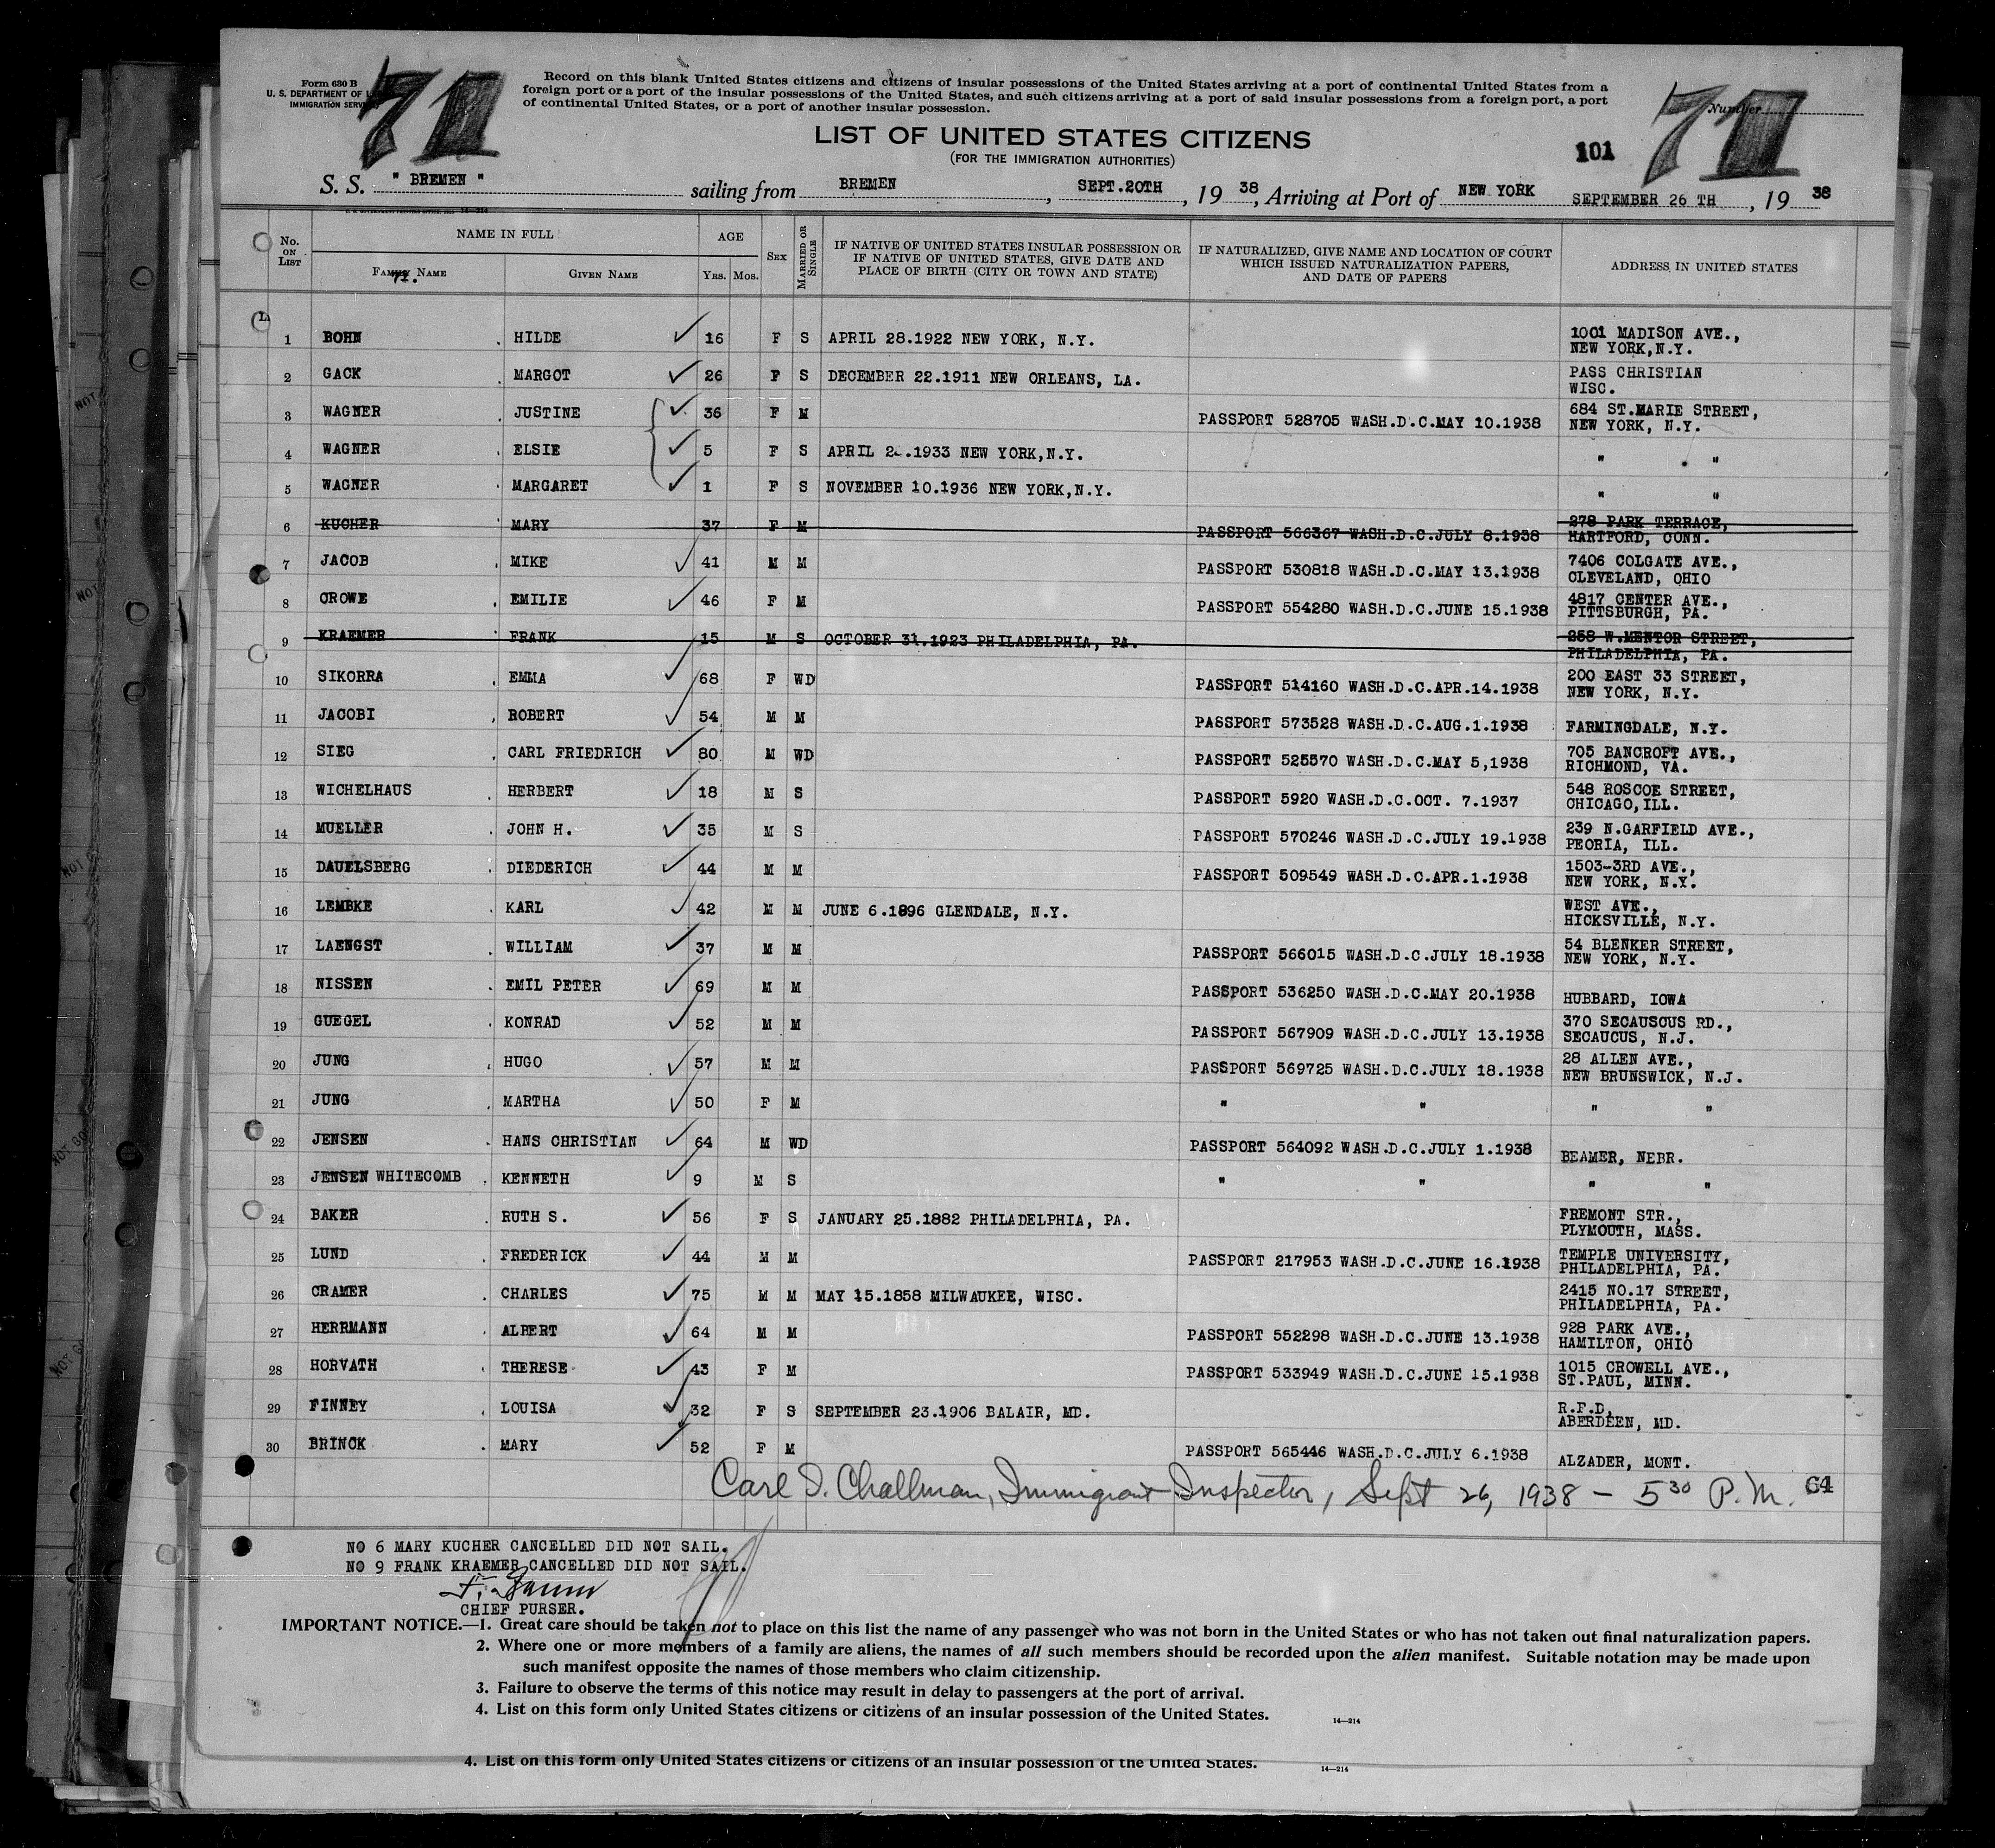 Form 630 B
U. S. DEPARTMENT OF
IMMIGRATION SERVICE
71
Record on this blank United States citizens and citizens of insular possessions of the United States arriving at a port of continental United States from a
foreign port or a port of the insular possessions of the United States, and such citizens arriving at a port of said insular possessions from a foreign port, a port
of continental United States, or a port of another insular possession.
Number
71
LIST OF UNITED STATES CITIZENS
(FOR THE IMMIGRATION AUTHORITIES)
101
S. S. " BREMEN " sailing from BREMEN, SEPT.20TH, 19 38, Arriving at Port of NEW YORK SEPTEMBER 26 TH, 19 38
No. ON LIST NAME IN FULL FAMILY NAME GIVEN NAME AGE YRS. MOS. SEX MARRIED OR SINGLE IF NATIVE OF UNITED STATES INSULAR POSSESSION OR IF NATIVE OF UNITED STATES, GIVE DATE AND PLACE OF BIRTH (CITY OR TOWN AND STATE) IF NATURALIZED, GIVE NAME AND LOCATION OF COURT WHICH ISSUED NATURALIZATION PAPERS, AND DATE OF PAPERS ADDRESS IN UNITED STATES
71.
1 BOHN HILDE 16 F S APRIL 28.1922 NEW YORK, N.Y. 1001 MADISON AVE.,
NEW YORK,N.Y.
2 GACK MARGOT 26 F S DECEMBER 22.1911 NEW ORLEANS, LA. PASS CHRISTIAN
WISC.
3 WAGNER JUSTINE 36 F M PASSPORT 528705 WASH.D.C.MAY 10.1938 684 ST.MARIE STREET,
NEW YORK, N.Y.
4 WAGNER ELSIE 5 F S APRIL 2 .1933 NEW YORK,N.Y. " "
5 WAGNER MARGARET 1 F S NOVEMBER 10.1936 NEW YORK,N.Y. " "
6 KUCHER MARY 37 F M PASSPORT 566367 WASH.D.C.JULY 8.1938 278 PARK TERRACE,
HARTFORD, CONN.
7 JACOB MIKE 41 M M PASSPORT 530818 WASH.D.C.MAY 13.1938 7406 COLGATE AVE.,
CLEVELAND, OHIO
8 CROWE EMILIE 46 F M PASSPORT 554280 WASH.D.C.JUNE 15.1938 4817 CENTER AVE.,
PITTSBURGH, PA.
9 KRAEMER FRANK 15 M S OCTOBER 31.1923 PHILADELPHIA, PA. 258 W.MENTOR STREET,
PHILADELPHIA, PA.
10 SIKORRA EMMA 68 F WD PASSPORT 514160 WASH.D.C.APR.14.1938 200 EAST 33 STREET,
NEW YORK, N.Y.
11 JACOBI ROBERT 54 M M PASSPORT 573528 WASH.D.C.AUG.1.1938 FARMINGDALE, N.Y.
12 SIEG CARL FRIEDRICH 80 M WD PASSPORT 525570 WASH.D.C.MAY 5,1938 705 BANCROFT AVE.,
RICHMOND, VA.
13 WICHELHAUS HERBERT 18 M S PASSPORT 5920 WASH.D.C.OCT. 7.1937 548 ROSCOE STREET,
CHICAGO,ILL.
14 MUELLER JOHN H. 35 M S PASSPORT 570246 WASH.D.C.JULY 19.1938 239 N.GARFIELD AVE.,
PEORIA, ILL.
15 DAUELSBERG DIEDERICH 44 M M PASSPORT 509549 WASH.D.C.APR.1.1938 1503-3RD AVE.,
NEW YORK, N.Y.
16 LEMBKE KARL 42 M M JUNE 6.1896 GLENDALE, N.Y. WEST AVE.,
HICKSVILLE, N.Y.
17 LAENGST WILLIAM 37 M M PASSPORT 566015 WASH.D.C.JULY 18.1938 54 BLENKER STREET,
NEW YORK, N.Y.
18 NISSEN EMIL PETER 69 M M PASSPORT 536250 WASH.D.C.MAY 20.1938 HUBBARD, IOWA
19 GUEGEL KONRAD 52 M M PASSPORT 567909 WASH.D.C.JULY 13.1938 370 SECAUSCUS RD.,
SECAUCUS, N.J.
20 JUNG HUGO 57 M M PASSPORT 569725 WASH.D.C.JULY 18.1938 28 ALLEN AVE.,
NEW BRUNSWICK, N.J.
21 JUNG MARTHA 50 F M " " " "
22 JENSEN HANS CHRISTIAN 64 M WD PASSPORT 564092 WASH.D.C.JULY 1.1938 BEAMER, NEBR.
23 JENSEN WHITECOMB KENNETH 9 M S " " " "
24 BAKER RUTH S. 56 F S JANUARY 25.1882 PHILADELPHIA, PA. FREMONT STR.,
PLYMOUTH, MASS.
25 LUND FREDERICK 44 M M PASSPORT 217953 WASH.D.C.JUNE 16.1938 TEMPLE UNIVERSITY,
PHILADELPHIA, PA.
26 CRAMER CHARLES 75 M M MAY 15.1858 MILWAUKEE, WISC. 2415 NO.17 STREET,
PHILADELPHIA, PA.
27 HERRMANN ALBERT 64 M M PASSPORT 552298 WASH.D.C.JUNE 13.1938 928 PARK AVE.,
HAMILTON, OHIO
28 HORVATH THERESE 43 F M PASSPORT 533949 WASH.D.C.JUNE 15.1938 1015 CROWELL AVE.,
ST.PAUL, MINN.
29 FINNEY LOUISA 32 F S SEPTEMBER 23.1906 BALAIR, MD. R.F.D,
ABERDEEN, MD.
30 BRINCK MARY 52 F M PASSPORT 565446 WASH.D.C.JULY 6.1938 ALZADER, MONT.
Carl I. Challman, Immigrant Inspector, Sept 26, 1938 - 5 30 P.M. 64
NO 6 MARY KUCHER CANCELLED DID NOT SAIL.
NO 9 FRANK KRAEMER CANCELLED DID NOT SAIL.
CHIEF PURSER.
IMPORTANT NOTICE.—1. Great care should be taken not to place on this list the name of any passenger who was not born in the United States or who has not taken out final naturalization papers.
2. Where one or more members of a family are aliens, the names of all such members should be recorded upon the alien manifest. Suitable notation may be made upon
such manifest opposite the names of those members who claim citizenship.
3. Failure to observe the terms of this notice may result in delay to passengers at the port of arrival.
4. List on this form only United States citizens or citizens of an insular possession of the United States.
14—214
4. List on this form only United States citizens or citizens of an insular possession of the United States.
14—214